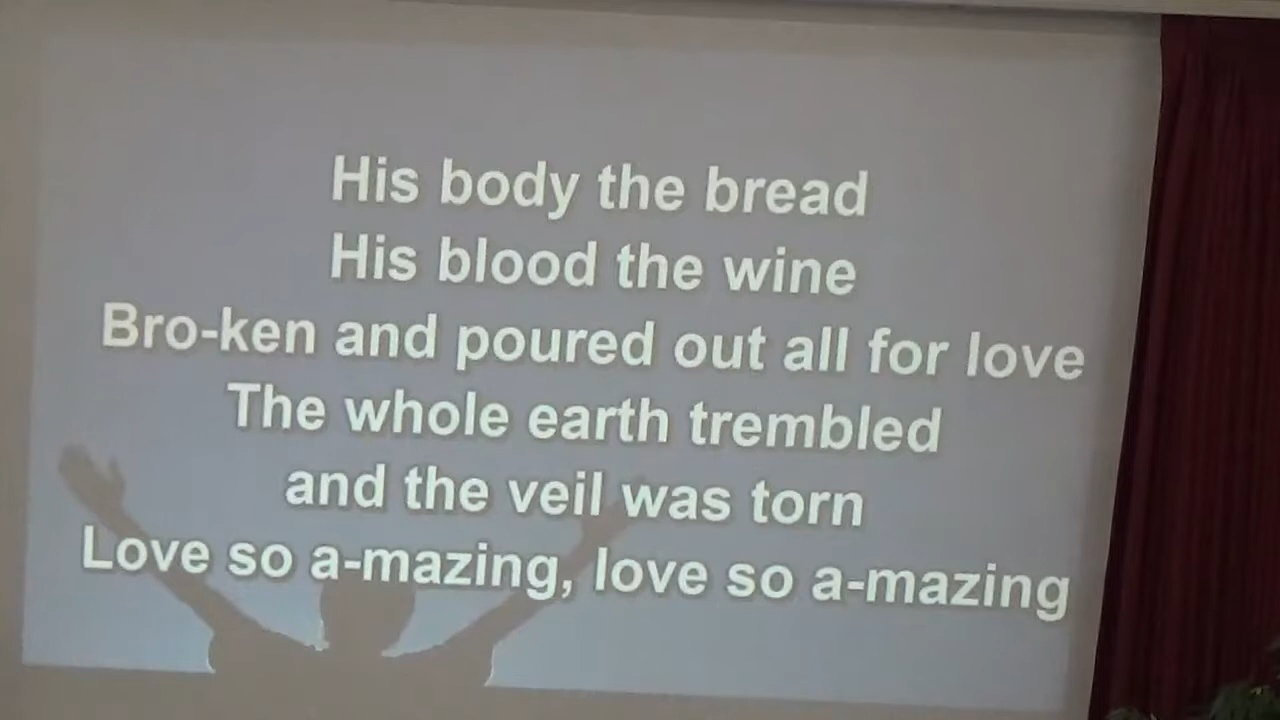 His body the bread
His blood the wine
Bro-ken and poured out all for love
The whole earth trembled
and the veil was torn
Love so a-mazing, love so a-mazing